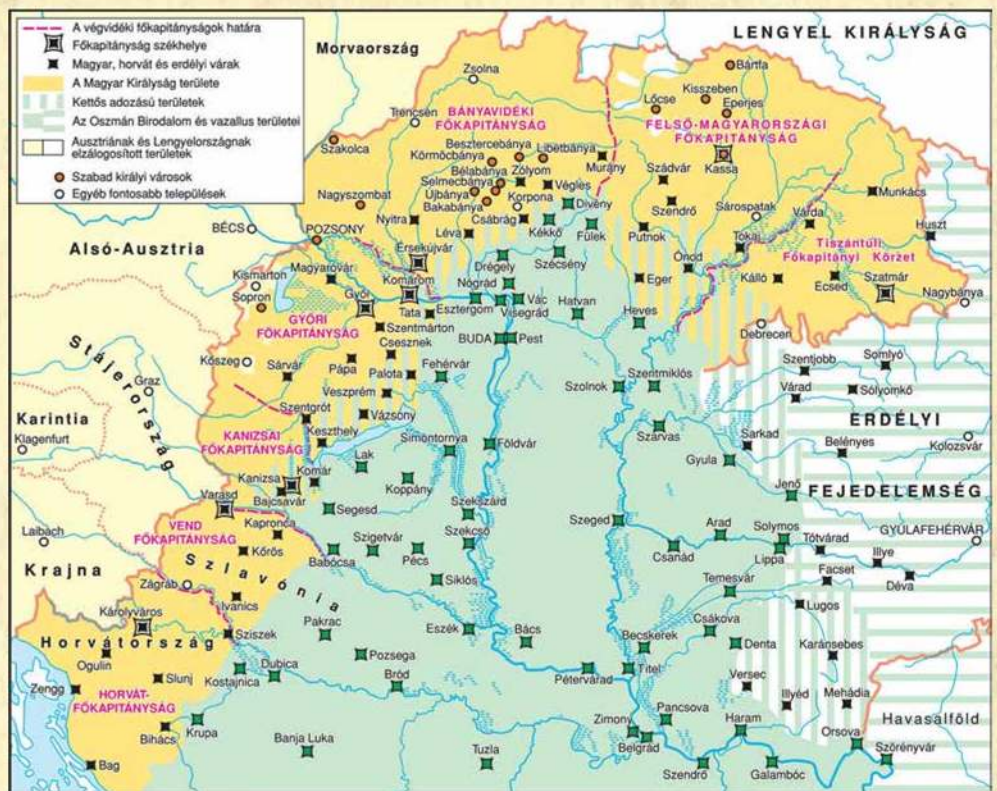 A végvidéki főkapitányságok határa
Főkapitányság székhelye
Magyar, horvát és erdélyi várak
A Magyar Királyság területe
Kettős adózású területek
Az Oszmán Birodalom és vazallus területei
Ausztriának és Lengyelországnak
elzálogosított területek
Szabad királyi városok
Egyéb fontosabb települések
Morvaország
LENGYEL KIRÁLYSÁG
Zsolna
Bártfa
Kisszeben
Lőcse
Eperjes
Trencsén
BÁNYAVIDÉKI
FŐKAPITÁNYSÁG
FELSŐ-MAGYARORSZÁGI
FŐKAPITÁNYSÁG
Kassa
Szakolca
Besztercebánya
Libetbánya
Körmöcbánya
Bélabánya
Zólyom
Murány
Szádvár
Selmecbánya
Végles
Nagyszombat
Újbánya
Korpona
Divény
Bakabánya
Munkács
Nyitra
Csábrág
Szendrő
Sárospatak
Várda
Huszt
Léva
Kékkő
Fülek
Putnok
BÉCS
POZSONY
Tokaj
Tiszántúli
Főkapitányi Körzet
Alsó-Ausztria
Érsekújvár
Szécsény
Ónod
Magyaróvár
Drégely
Eger
Kálló
Ecsed
Szatmár
Kismarton
Komárom
Nógrád
Nagybánya
Sopron
Győr
Tata
Esztergom
Vác
Visegrád
Hatvan
Heves
Debrecen
GYŐRI
FŐKAPITÁNYSÁG
Szentmárton
BUDA
Pest
Csesznek
Kőszeg
Sárvár
Pápa
Palota
Fehérvár
Szentjobb
Somlyó
Stájerország
Graz
Veszprém
Szolnok
Szentmiklós
Várad
Sólyomkő
Karintia
Szentgrót
Vázsony
ERDÉLYI
Klagenfurt
KANIZSAI
FŐKAPITÁNYSÁG
Keszthely
Simontornya
Földvár
Szarvas
Sarkad
Belényes
Kolozsvár
Komár
Lak
Gyula
Kanizsa
Bajcsavár
Koppány
Jenő
FEJEDELEMSÉG
Varasd
Segesd
Szekszárd
Szeged
Arad
Solymos
GYULAFEHÉRVÁR
Laibach
VEND
FŐKAPITÁNYSÁG
Kapronca
Szigetvár
Szekcső
Tótvárad
Illye
Kőrös
Babócsa
Pécs
Csanád
Lippa
Krajna
Szlavónia
Siklós
Facset
Déva
Zágráb
Temesvár
Károlyváros
Ivanics
Lugos
Horvátország
Sziszek
Pakrac
Eszék
Bács
Csákova
Becskerek
Denta
Karánsebes
Ogulin
Dubica
Pozsega
Titel
Zengg
Slunj
Kostajnica
Bród
Pétervárad
Versec
Mehádia
HORVÁT-
FŐKAPITÁNYSÁG
Pancsova
Illyéd
Bihács
Krupa
Zimony
Haram
Havasalföld
Orsova
Banja Luka
Belgrád
Szörényvár
Bag
Tuzla
Szendrő
Galambóc